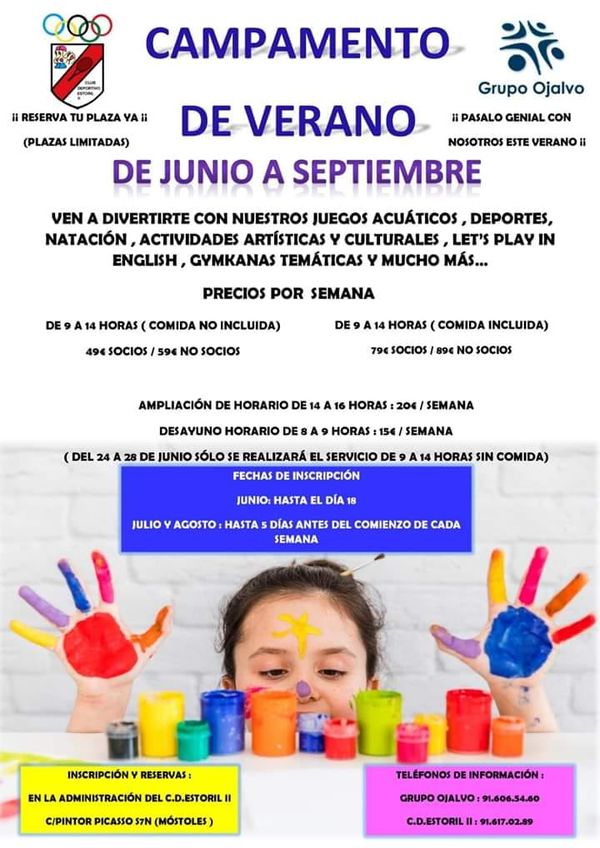 CAMPAMENTO
DE VERANO
DE JUNIO A SEPTIEMBRE
CLUB
DEPORTIVO
ESTORIL
II
Grupo Ojalvo
¡¡ RESERVA TU PLAZA YA ¡¡
(PLAZAS LIMITADAS)
¡¡ PASALO GENIAL CON
NOSOTROS ESTE VERANO ¡¡
VEN A DIVERTIRTE CON NUESTROS JUEGOS ACUÁTICOS , DEPORTES,
NATACIÓN , ACTIVIDADES ARTÍSTICAS Y CULTURALES , LET'S PLAY IN
ENGLISH , GYMKANAS TEMÁTICAS Y MUCHO MÁS...
PRECIOS POR SEMANA
DE 9 A 14 HORAS ( COMIDA NO INCLUIDA)
49€ SOCIOS / 59€ NO SOCIOS
DE 9 A 14 HORAS ( COMIDA INCLUIDA)
79€ SOCIOS / 89€ NO SOCIOS
AMPLIACIÓN DE HORARIO DE 14 A 16 HORAS : 20€ / SEMANA
DESAYUNO HORARIO DE 8 A 9 HORAS : 15€ / SEMANA
( DEL 24 A 28 DE JUNIO SÓLO SE REALIZARÁ EL SERVICIO DE 9 A 14 HORAS SIN COMIDA)
FECHAS DE INSCRIPCIÓN
JUNIO: HASTA EL DÍA 18
JULIO Y AGOSTO : HASTA 5 DÍAS ANTES DEL COMIENZO DE CADA
SEMANA
INSCRIPCIÓN Y RESERVAS :
EN LA ADMINISTRACIÓN DEL C.D.ESTORIL II
C/PINTOR PICASSO S7N (MÓSTOLES )
TELÉFONOS DE INFORMACIÓN :
GRUPO OJALVO : 91.606.54.60
C.D.ESTORIL II : 91.617.02.89